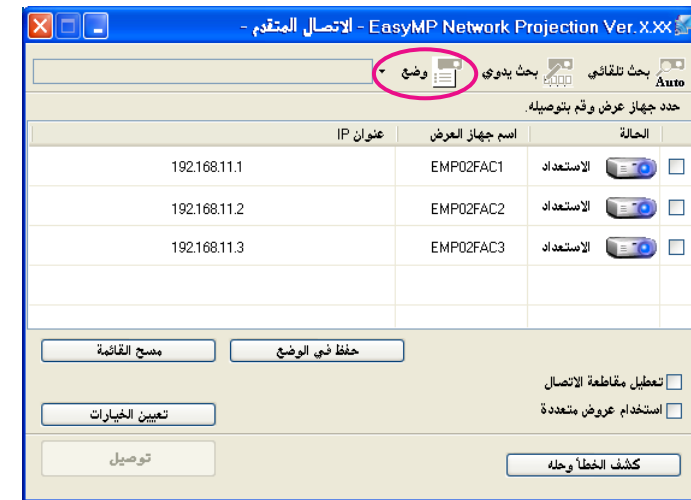 EasyMP Network Projection Ver.X.XX - الاتصال المتقدم -
Auto بحث تلقائي بحث يدوي وضع
حدد جهاز عرض وقم بتوصيله.
الحالة اسم جهاز العرض عنوان IP
الاستعداد EMP02FAC1 192.168.11.1
الاستعداد EMP02FAC2 192.168.11.2
الاستعداد EMP02FAC3 192.168.11.3
حفظ في الوضع مسح القائمة
تعطيل مقاطعة الاتصال
استخدام عروض متعددة تعيين الخيارات
كشف الخطأ وحله توصيل